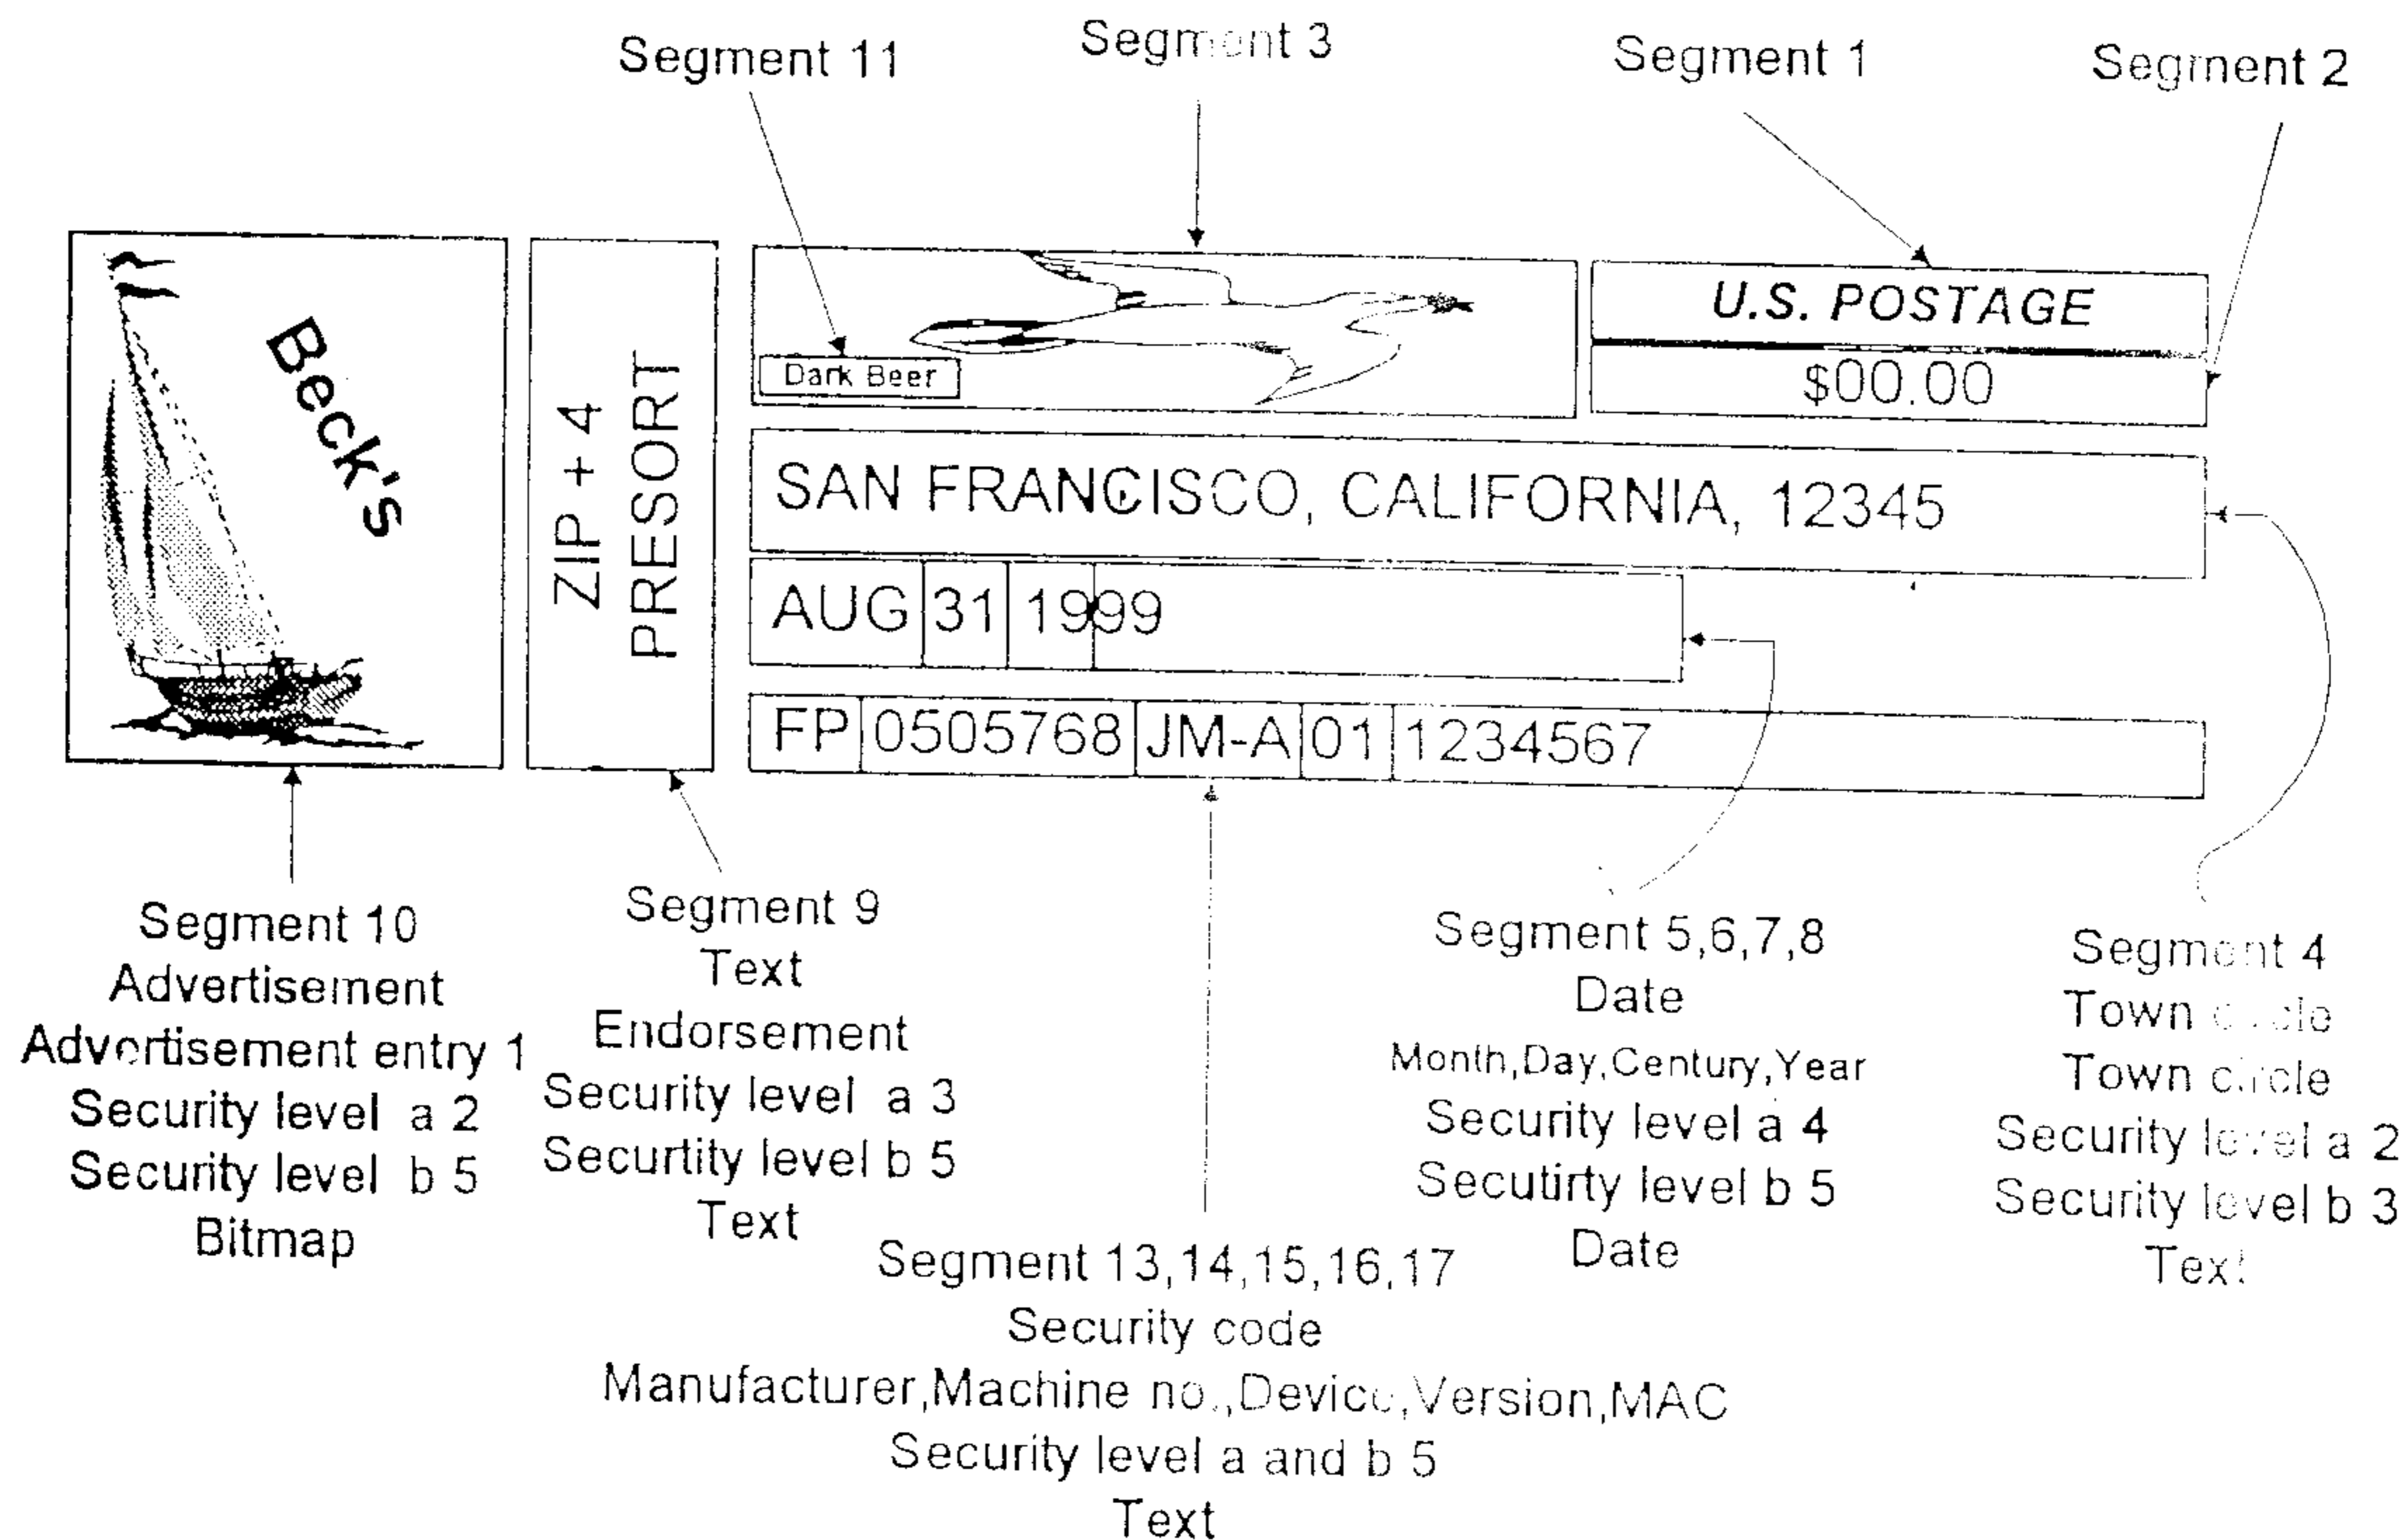 Segment 11
Segment 3
Segment 1
Segment 2
Beck's
ZIP + 4
PRESORT
Dark Beer
U.S. POSTAGE
$00.00
SAN FRANCISCO, CALIFORNIA, 12345
AUG 31 1999
FP 0505768 JM-A 01 1234567
Segment 10
Advertisement
Advertisement entry 1
Security level a 2
Security level b 5
Bitmap
Segment 9
Text
Endorsement
Security level a 3
Securtity level b 5
Text
Segment 13,14,15,16,17
Security code
Manufacturer,Machine no.,Device,Version,MAC
Security level a and b 5
Text
Segment 5,6,7,8
Date
Month,Day,Century,Year
Security level a 4
Secutirty level b 5
Date
Segment 4
Town circle
Town circle
Security level a 2
Security level b 3
Text